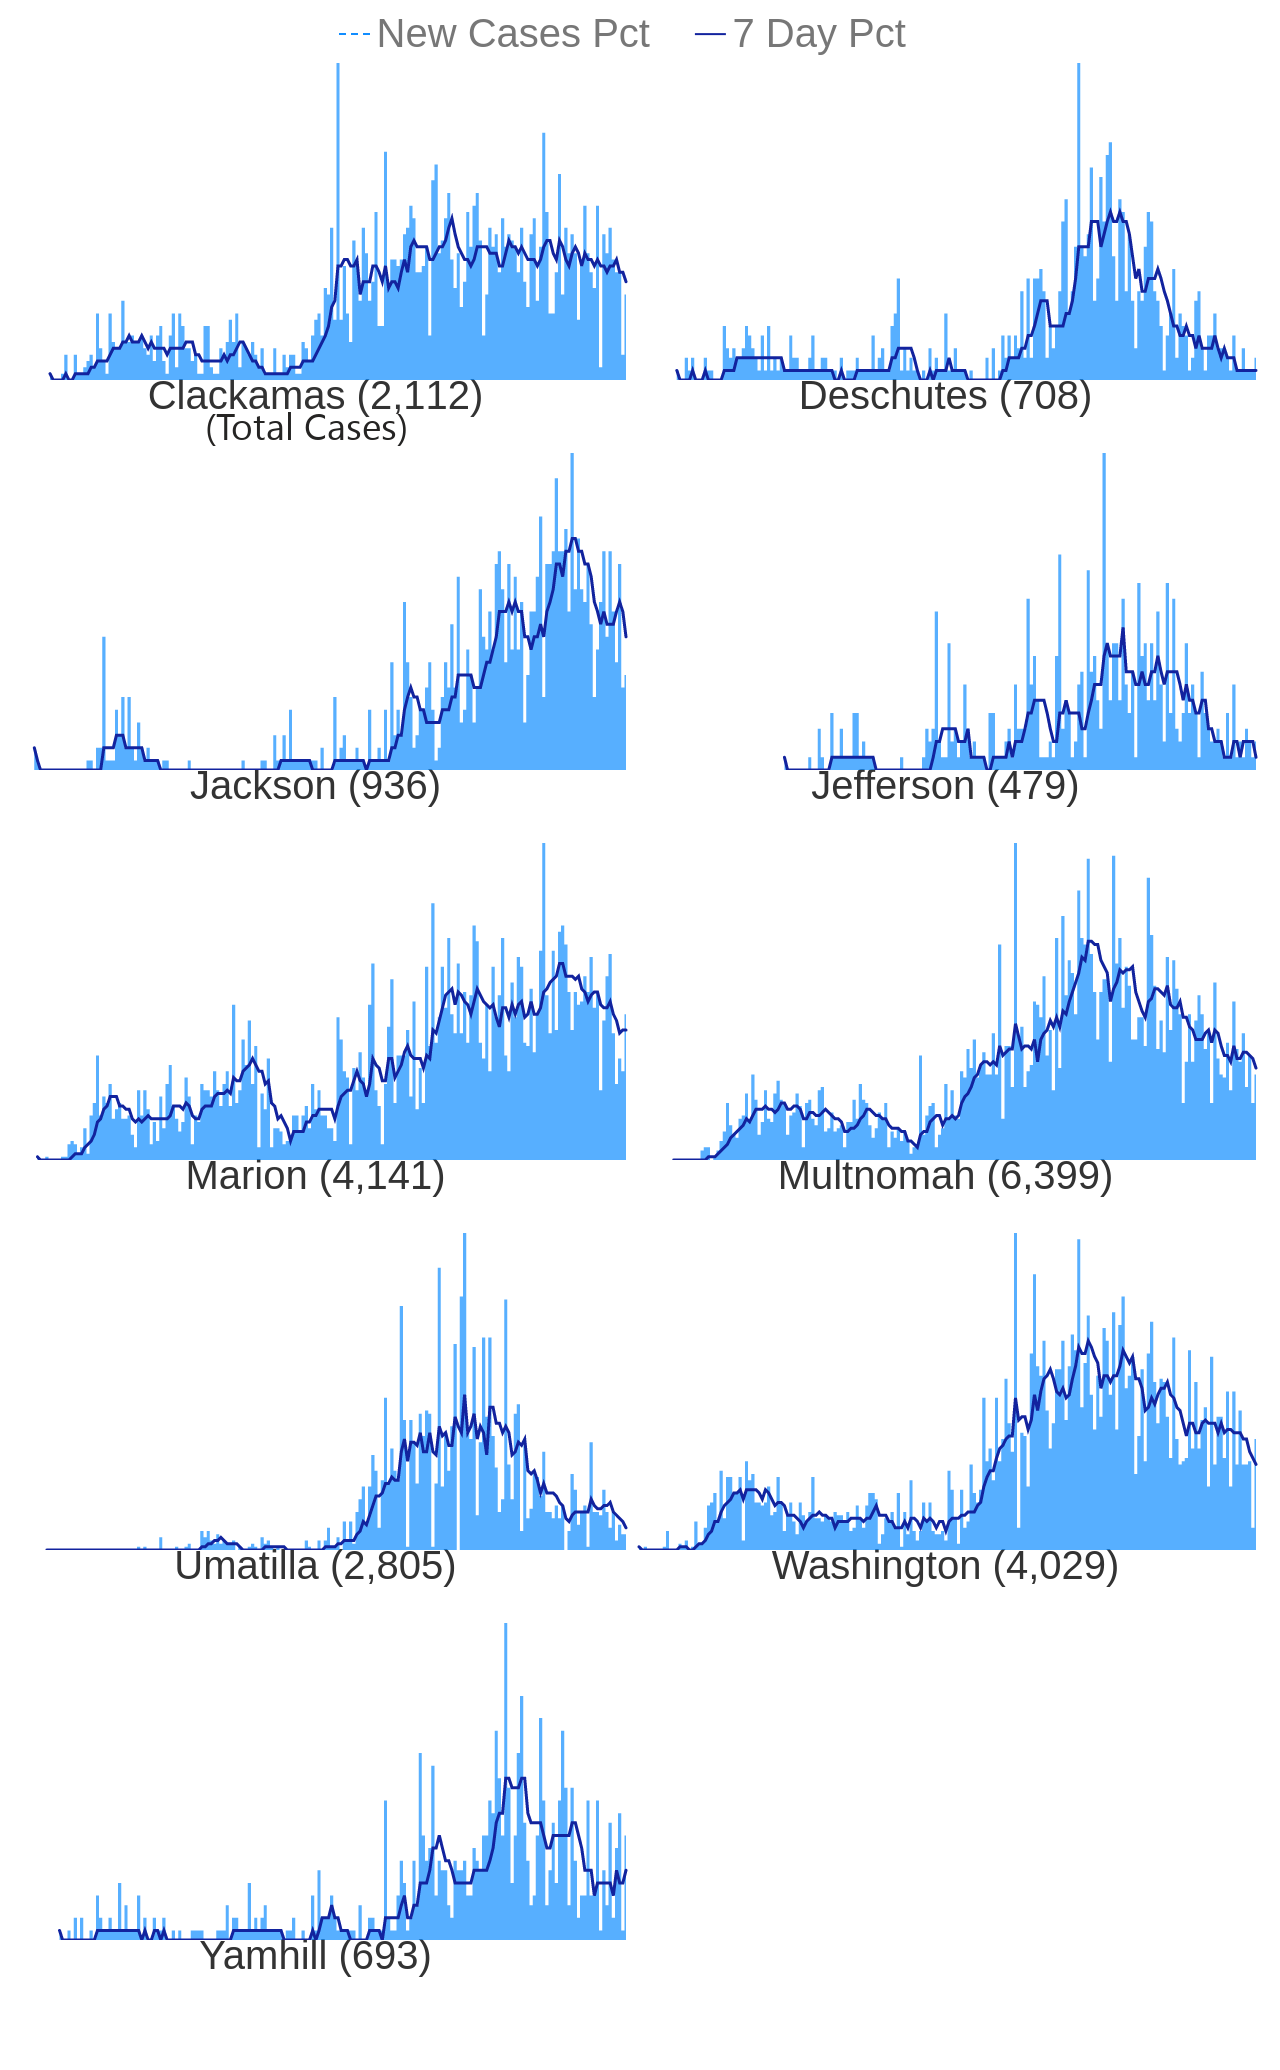 New Cases Pct 7 Day Pct
Clackamas (2,112) Deschutes (708)
(Total Cases)
Jackson (936) Jefferson (479)
Marion (4,141) Multnomah (6,399)
Umatilla (2,805) Washington (4,029)
Yamhill (693)